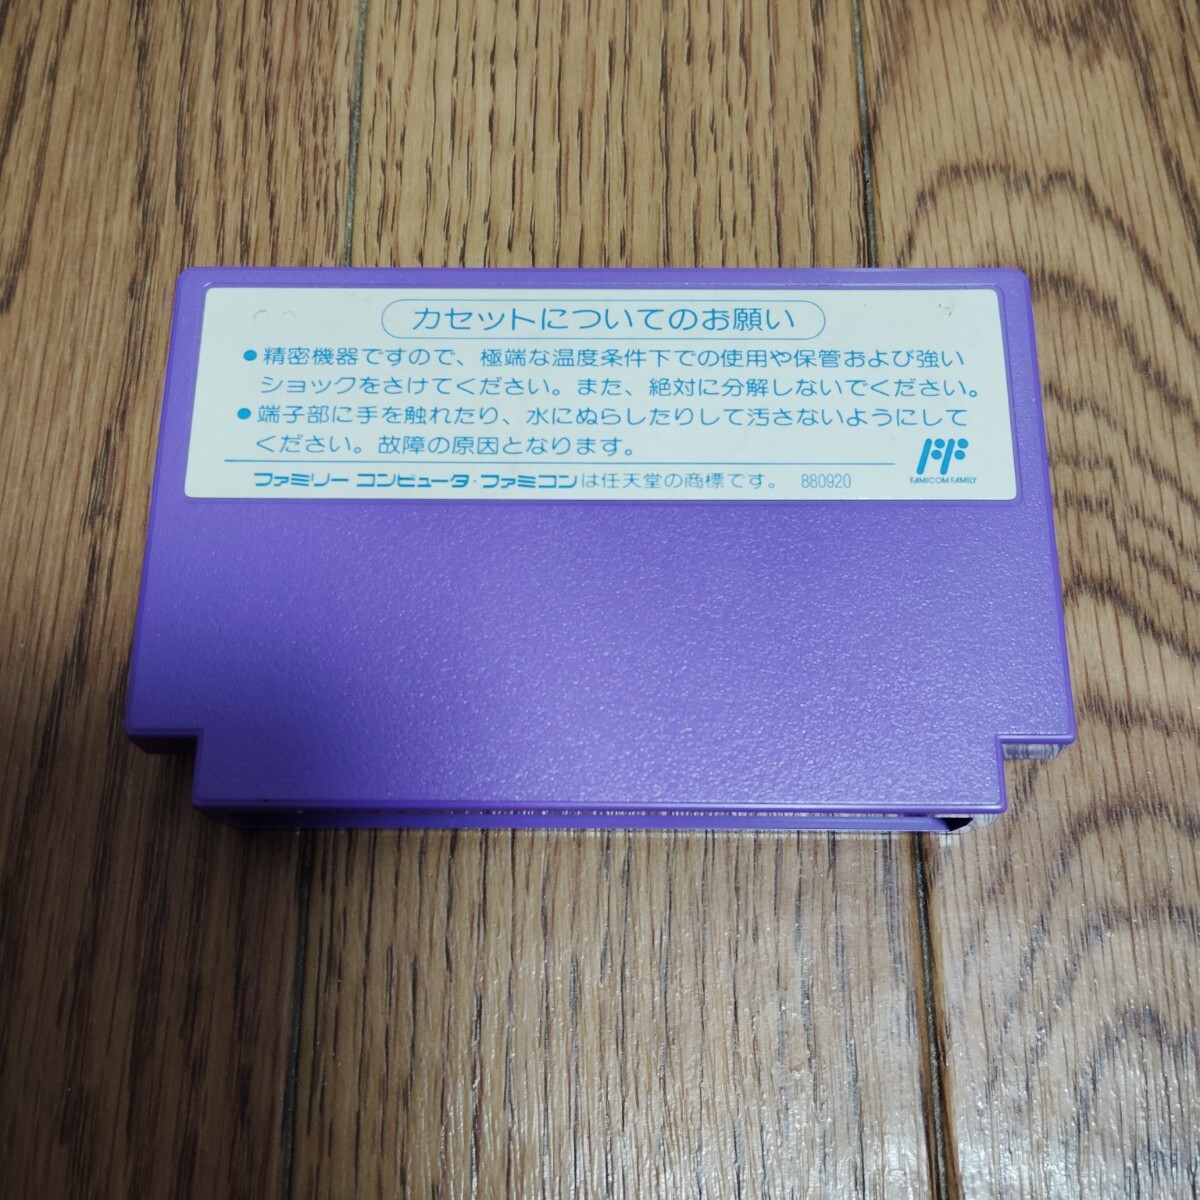 カセットについてのお願い
●精密機器ですので、極端な温度条件下での使用や保管および強い
ショックをさけてください。また、絶対に分解しないでください。
●端子部に手を触れたり、水にぬらしたりして汚さないようにして
ください。故障の原因となります。
ファミリー コンピュータ・ファミコンは任天堂の商標です。 880920
FAMICOM FAMILY